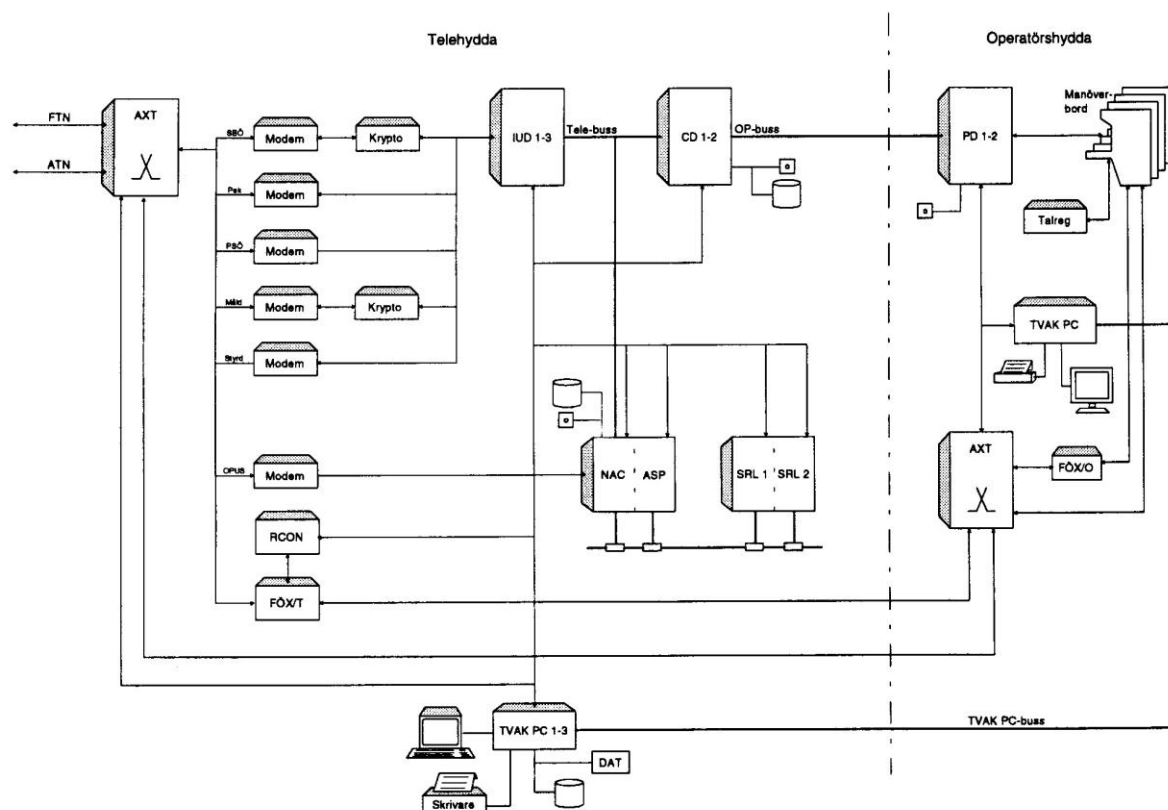 Telehydda
Operatörshydda
FTN
ATN
AXT
SBÖ
Modem
Krypto
IUD 1-3
Tele-buss
CD 1-2
OP-buss
PD 1-2
Manöver-
bord
Psk
Modem
Talreg
PSÖ
Modem
Måld
Modem
Krypto
TVAK PC
Styrd
Modem
OPUS
Modem
NAC
ASP
SRL 1
SRL 2
AXT
FÖX/O
RCON
FÖX/T
TVAK PC 1-3
TVAK PC-buss
DAT
Skrivare